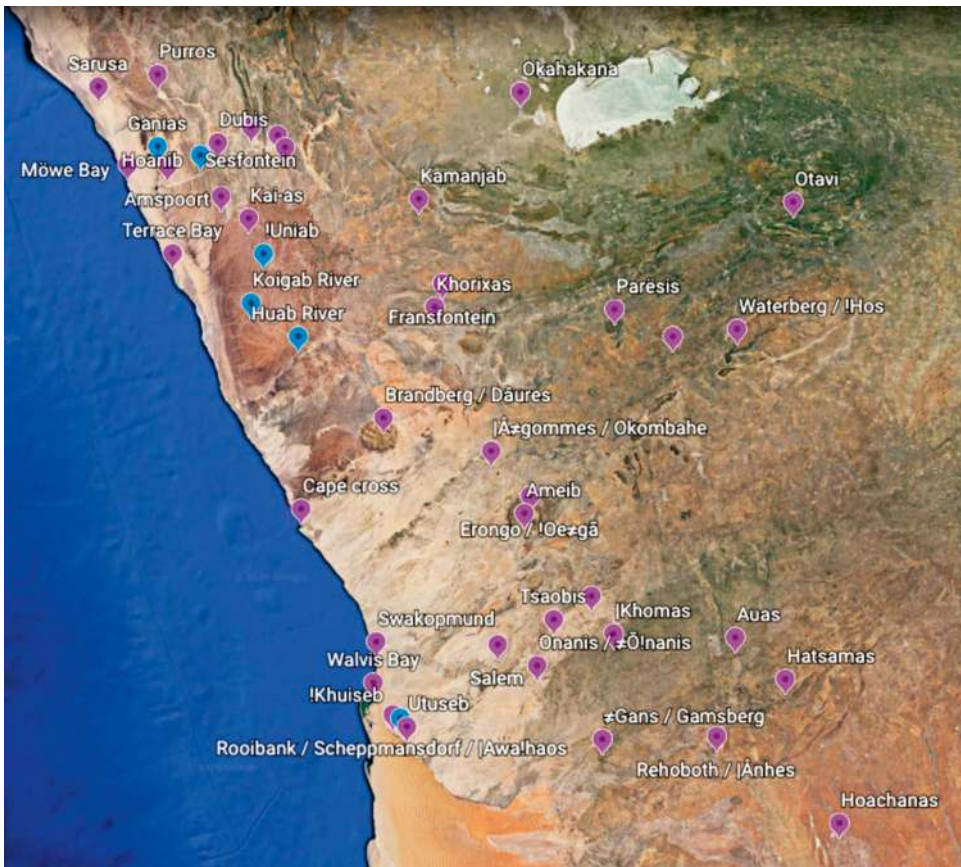 Purros
Sarusa
Okahakana
Ganias
Dubis
Hoanib
Sesfontein
Möwe Bay
Kamanjab
Otavi
Amspoort
Kai-as
Terrace Bay
!Uniab
Koigab River
Khorixas
Huab River
Fransfontein
Paresis
Waterberg / !Hos
Brandberg / Dâures
|Â≠gommes / Okombahe
Cape cross
Ameib
Erongo / !Oe≠gā
Tsaobis
|Khomas
Auas
Swakopmund
Onanis / ≠Ō!nanis
Walvis Bay
Salem
Hatsamas
!Khuiseb
Utuseb
≠Gans / Gamsberg
Rooibank / Scheppmansdorf / |Awa!haos
Rehoboth / |Ânhes
Hoachanas